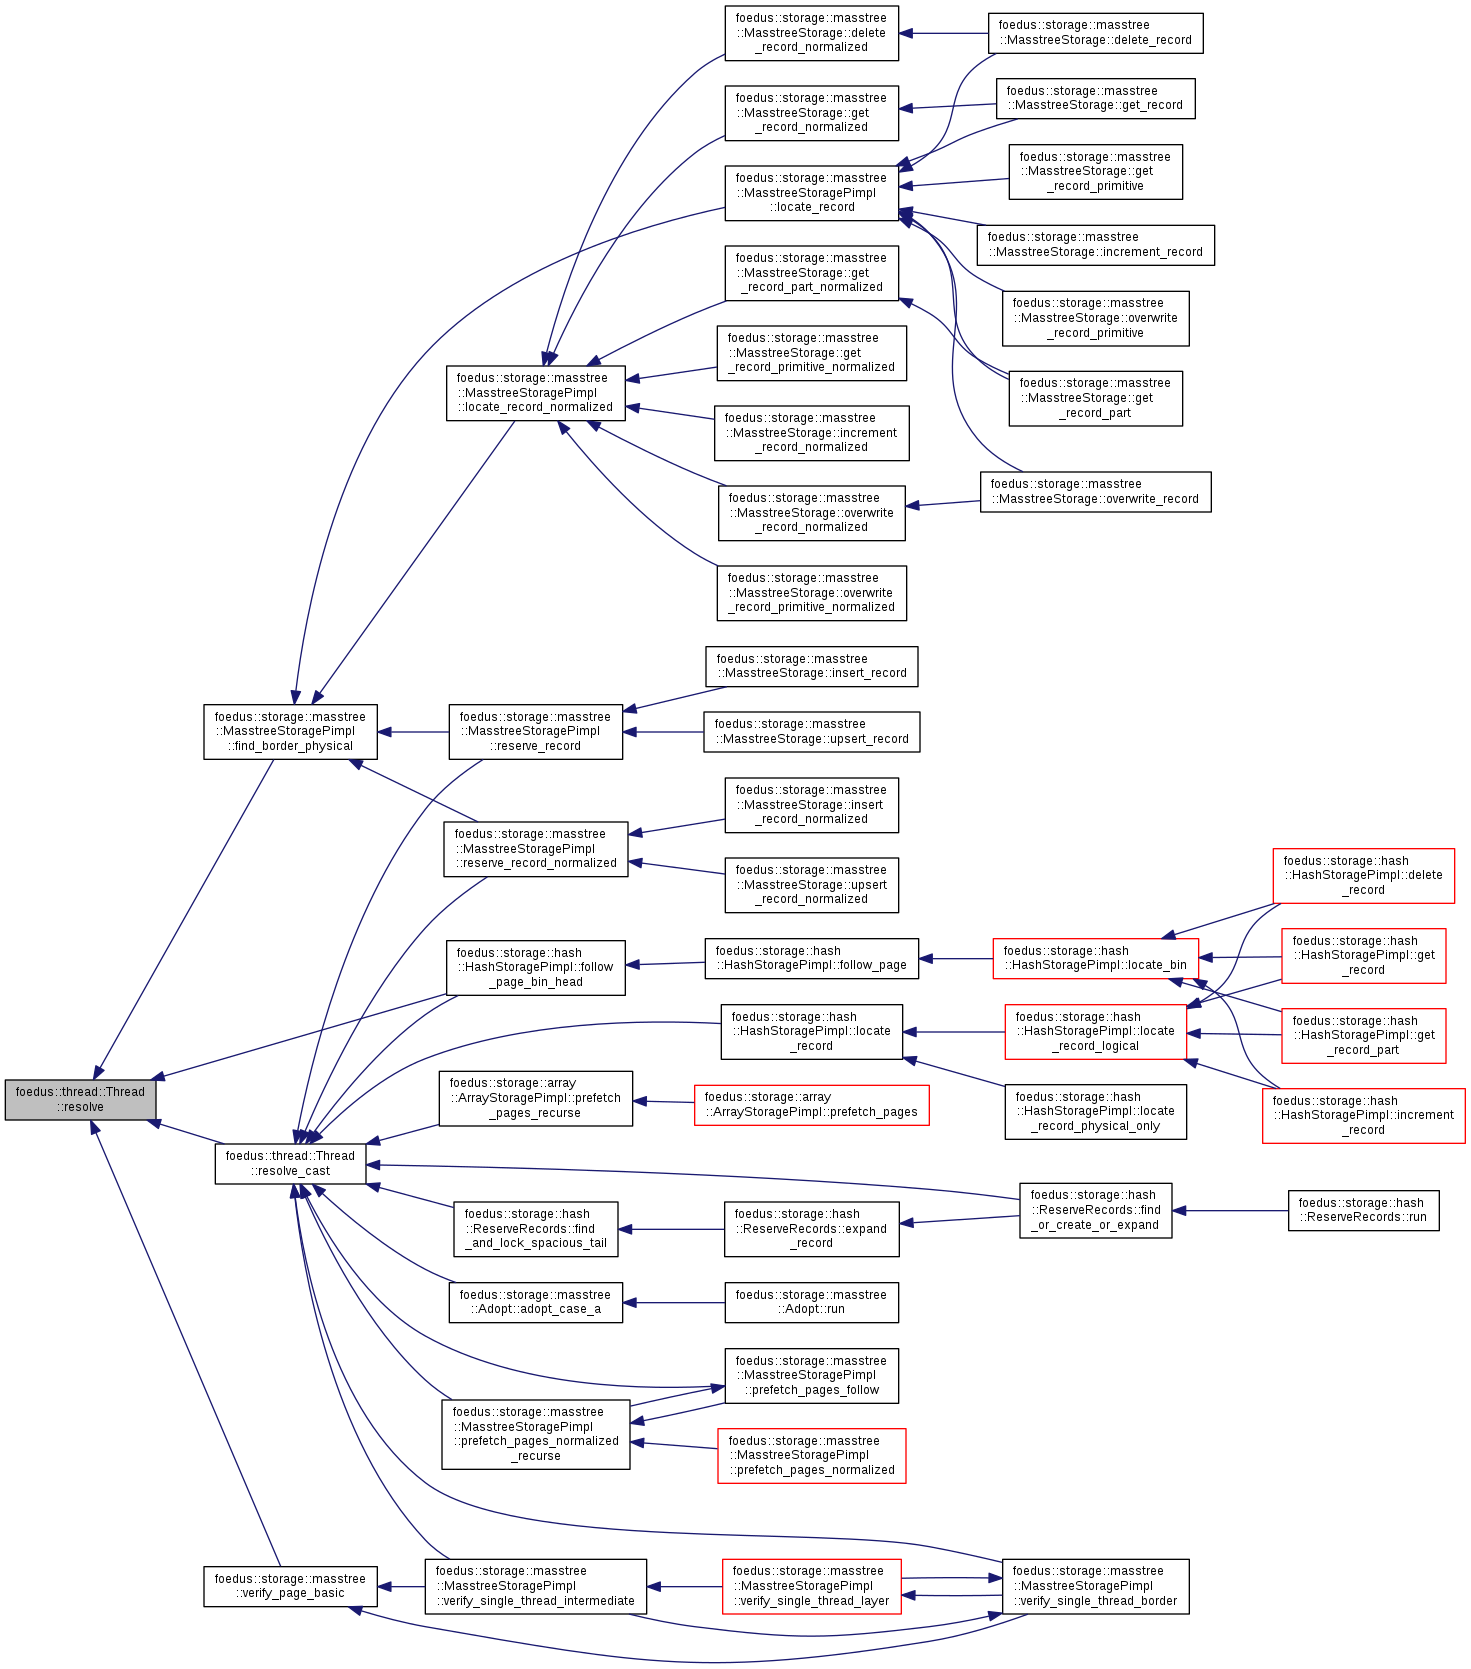 foedus::storage::masstree
::MasstreeStorage::delete
_record_normalized
foedus::storage::masstree
::MasstreeStorage::delete_record
foedus::storage::masstree
::MasstreeStorage::get
_record_normalized
foedus::storage::masstree
::MasstreeStorage::get_record
foedus::storage::masstree
::MasstreeStoragePimpl
::locate_record
foedus::storage::masstree
::MasstreeStorage::get
_record_primitive
foedus::storage::masstree
::MasstreeStorage::increment_record
foedus::storage::masstree
::MasstreeStorage::get
_record_part_normalized
foedus::storage::masstree
::MasstreeStorage::overwrite
_record_primitive
foedus::storage::masstree
::MasstreeStorage::get
_record_primitive_normalized
foedus::storage::masstree
::MasstreeStoragePimpl
::locate_record_normalized
foedus::storage::masstree
::MasstreeStorage::get
_record_part
foedus::storage::masstree
::MasstreeStorage::increment
_record_normalized
foedus::storage::masstree
::MasstreeStorage::overwrite_record
foedus::storage::masstree
::MasstreeStorage::overwrite
_record_normalized
foedus::storage::masstree
::MasstreeStorage::overwrite
_record_primitive_normalized
foedus::storage::masstree
::MasstreeStorage::insert_record
foedus::storage::masstree
::MasstreeStoragePimpl
::find_border_physical
foedus::storage::masstree
::MasstreeStoragePimpl
::reserve_record
foedus::storage::masstree
::MasstreeStorage::upsert_record
foedus::storage::masstree
::MasstreeStorage::insert
_record_normalized
foedus::storage::masstree
::MasstreeStoragePimpl
::reserve_record_normalized
foedus::storage::masstree
::MasstreeStorage::upsert
_record_normalized
foedus::storage::hash
::HashStoragePimpl::delete
_record
foedus::storage::hash
::HashStoragePimpl::follow
_page_bin_head
foedus::storage::hash
::HashStoragePimpl::follow_page
foedus::storage::hash
::HashStoragePimpl::locate_bin
foedus::storage::hash
::HashStoragePimpl::get
_record
foedus::storage::hash
::HashStoragePimpl::locate
_record
foedus::storage::hash
::HashStoragePimpl::locate
_record_logical
foedus::storage::hash
::HashStoragePimpl::get
_record_part
foedus::thread::Thread
::resolve
foedus::storage::array
::ArrayStoragePimpl::prefetch
_pages_recurse
foedus::storage::array
::ArrayStoragePimpl::prefetch_pages
foedus::storage::hash
::HashStoragePimpl::locate
_record_physical_only
foedus::storage::hash
::HashStoragePimpl::increment
_record
foedus::thread::Thread
::resolve_cast
foedus::storage::hash
::ReserveRecords::find
_or_create_or_expand
foedus::storage::hash
::ReserveRecords::run
foedus::storage::hash
::ReserveRecords::find
_and_lock_spacious_tail
foedus::storage::hash
::ReserveRecords::expand
_record
foedus::storage::masstree
::Adopt::adopt_case_a
foedus::storage::masstree
::Adopt::run
foedus::storage::masstree
::MasstreeStoragePimpl
::prefetch_pages_follow
foedus::storage::masstree
::MasstreeStoragePimpl
::prefetch_pages_normalized
_recurse
foedus::storage::masstree
::MasstreeStoragePimpl
::prefetch_pages_normalized
foedus::storage::masstree
::verify_page_basic
foedus::storage::masstree
::MasstreeStoragePimpl
::verify_single_thread_intermediate
foedus::storage::masstree
::MasstreeStoragePimpl
::verify_single_thread_layer
foedus::storage::masstree
::MasstreeStoragePimpl
::verify_single_thread_border